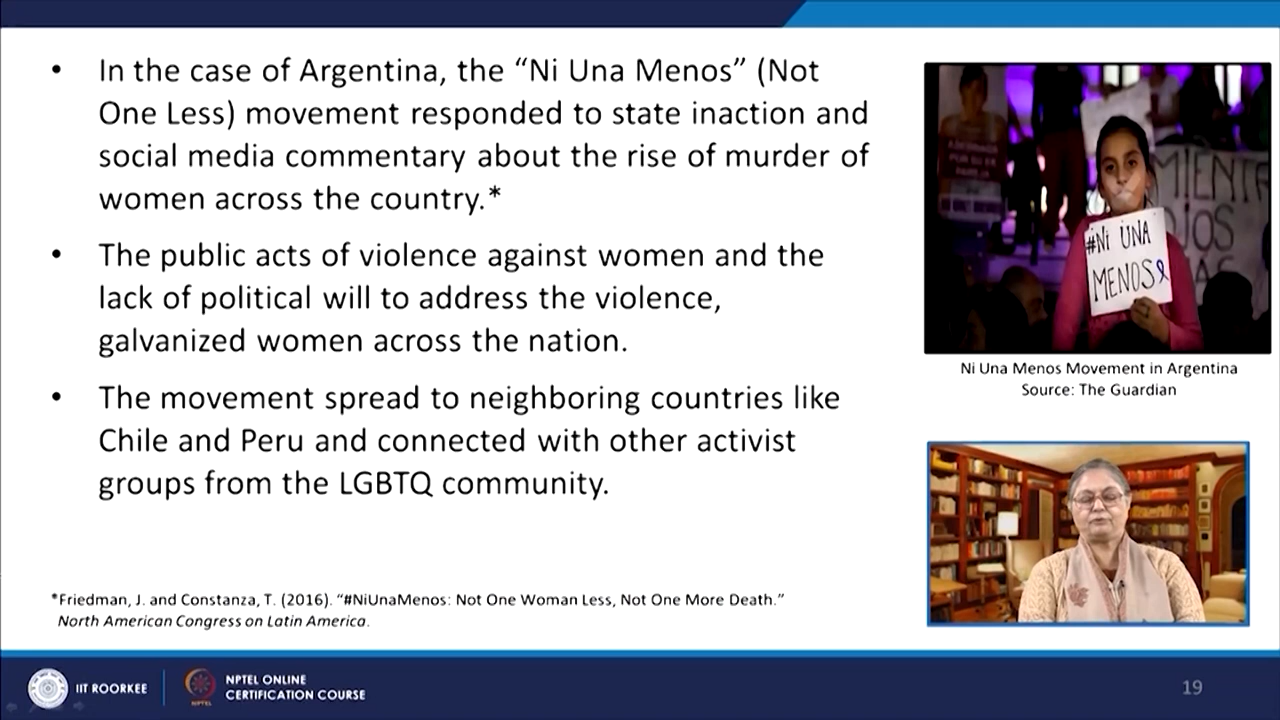 • In the case of Argentina, the “Ni Una Menos” (Not
One Less) movement responded to state inaction and
social media commentary about the rise of murder of
women across the country.*
• The public acts of violence against women and the
lack of political will to address the violence,
galvanized women across the nation.
• The movement spread to neighboring countries like
Chile and Peru and connected with other activist
groups from the LGBTQ community.
*Friedman, J. and Constanza, T. (2016). “#NiUnaMenos: Not One Woman Less, Not One More Death.”
North American Congress on Latin America.
#Ni UNA
MENOS
Ni Una Menos Movement in Argentina
Source: The Guardian
IIT ROORKEE
NPTEL ONLINE
CERTIFICATION COURSE
19